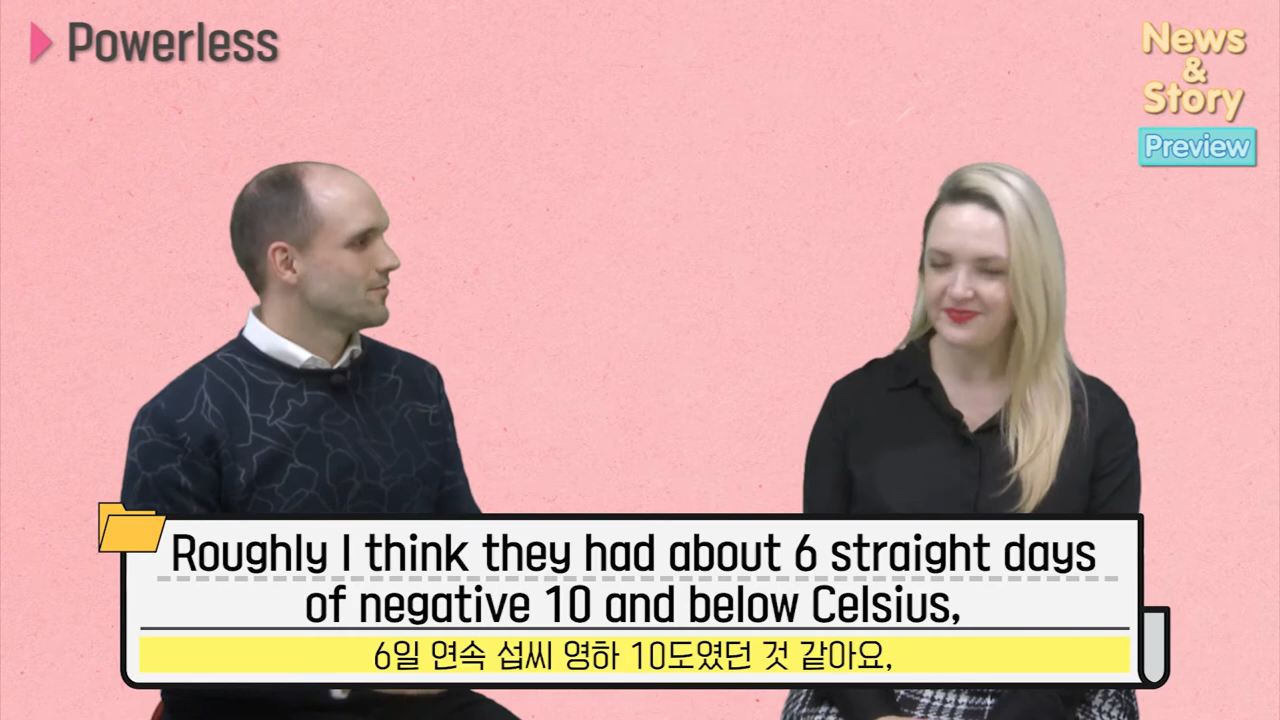 Powerless
News
&
Story
Preview
Roughly I think they had about 6 straight days
of negative 10 and below Celsius,
6일 연속 섭씨 영하 10도였던 것 같아요,